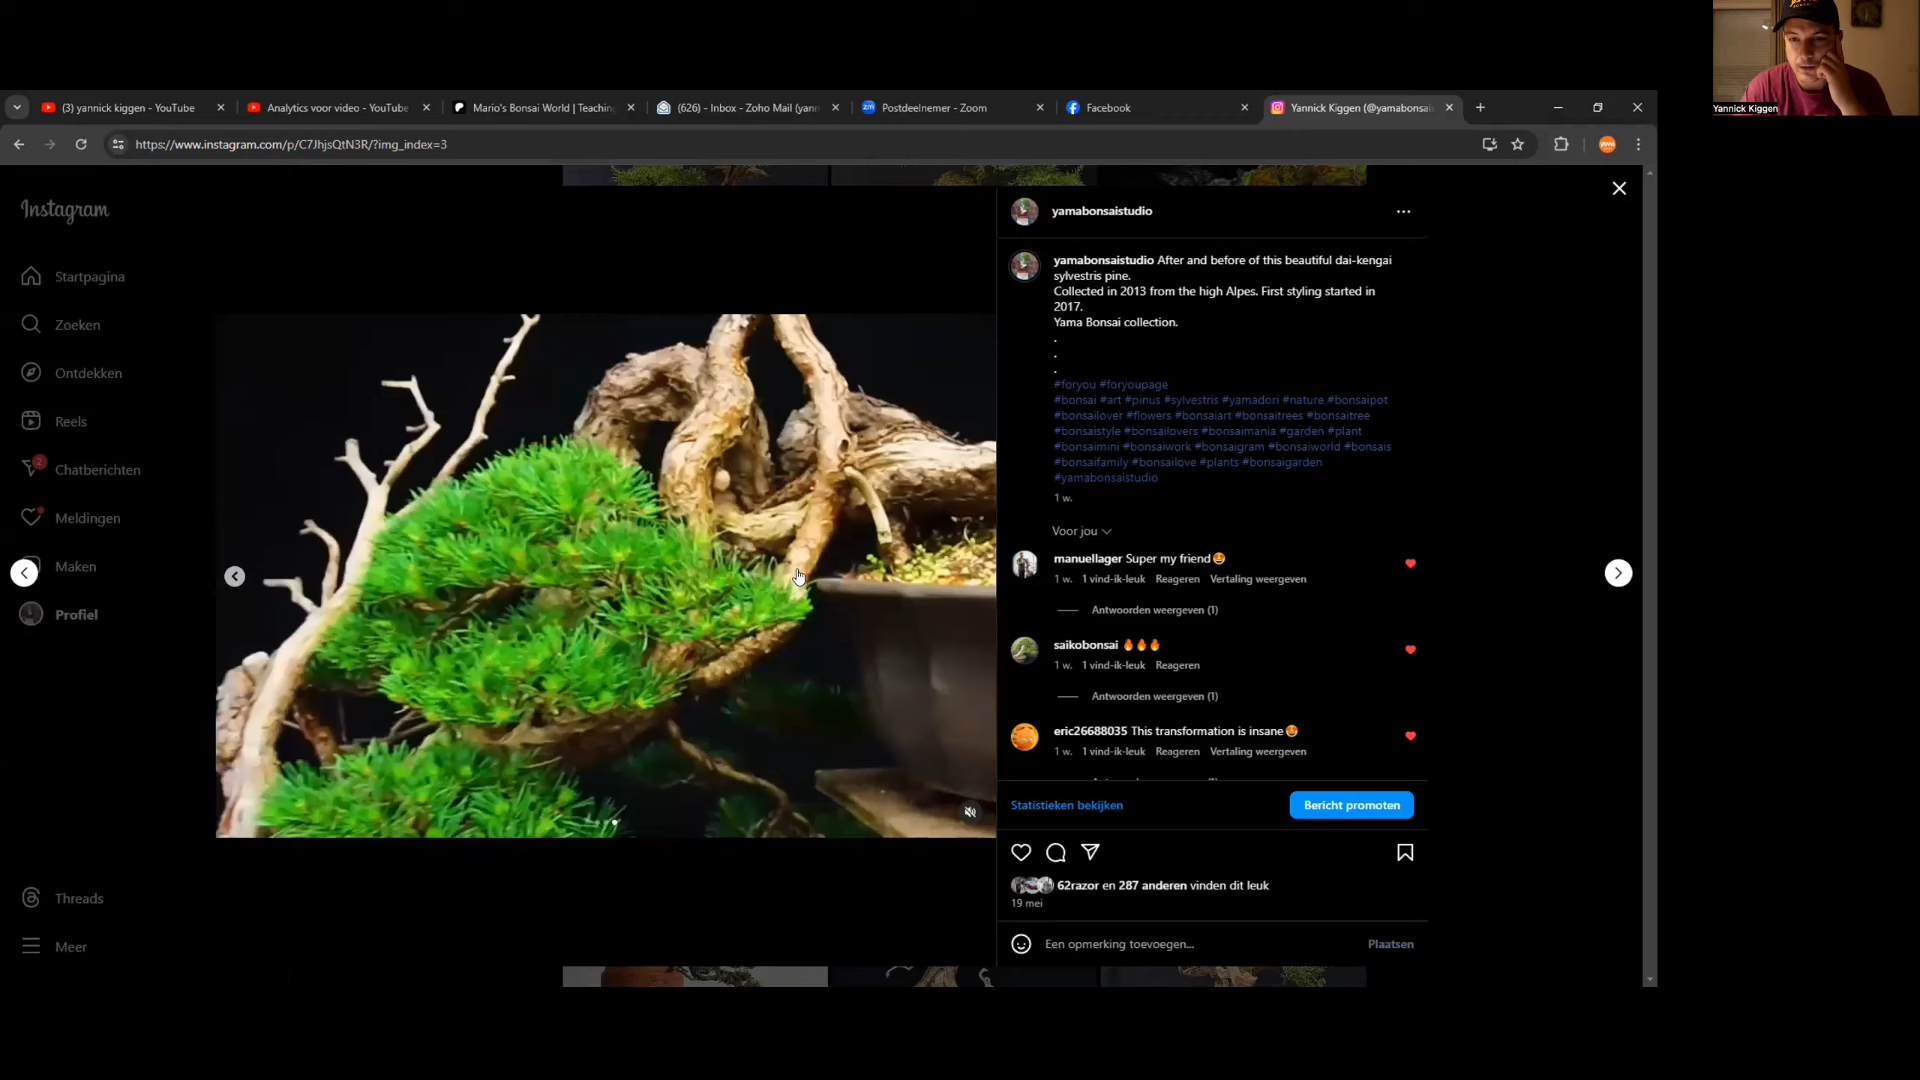 Yannick Kiggen
(3) yannick kiggen - YouTube
Analytics voor video - YouTube
Mario's Bonsai World | Teaching
(626) - Inbox - Zoho Mail (yann
Postdeelnemer - Zoom
Facebook
Yannick Kiggen (@yamabonsai
https://www.instagram.com/p/C7JhjsQtN3R/?img_index=3
Instagram
Startpagina
Zoeken
Ontdekken
Reels
2
Chatberichten
Meldingen
Maken
Profiel
Threads
Meer
yamabonsaistudio
yamabonsaistudio After and before of this beautiful dai-kengai
sylvestris pine.
Collected in 2013 from the high Alpes. First styling started in
2017.
Yama Bonsai collection.
.
.
.
#foryou #foryoupage
#bonsai #art #pinus #sylvestris #yamadori #nature #bonsaipot
#bonsailover #flowers #bonsaiart #bonsaitrees #bonsaitree
#bonsaistyle #bonsailovers #bonsaimania #garden #plant
#bonsaimini #bonsaiwork #bonsaigram #bonsaiworld #bonsais
#bonsaifamily #bonsailove #plants #bonsaigarden
#yamabonsaistudio
1 w.
Voor jou
manuellager Super my friend🤩
1 w. 1 vind-ik-leuk Reageren Vertaling weergeven
Antwoorden weergeven (1)
saikobonsai 🔥🔥🔥
1 w. 1 vind-ik-leuk Reageren
Antwoorden weergeven (1)
eric26688035 This transformation is insane🤩
1 w. 1 vind-ik-leuk Reageren Vertaling weergeven
Statistieken bekijken
Bericht promoten
62razor en 287 anderen vinden dit leuk
19 mei
Een opmerking toevoegen...
Plaatsen